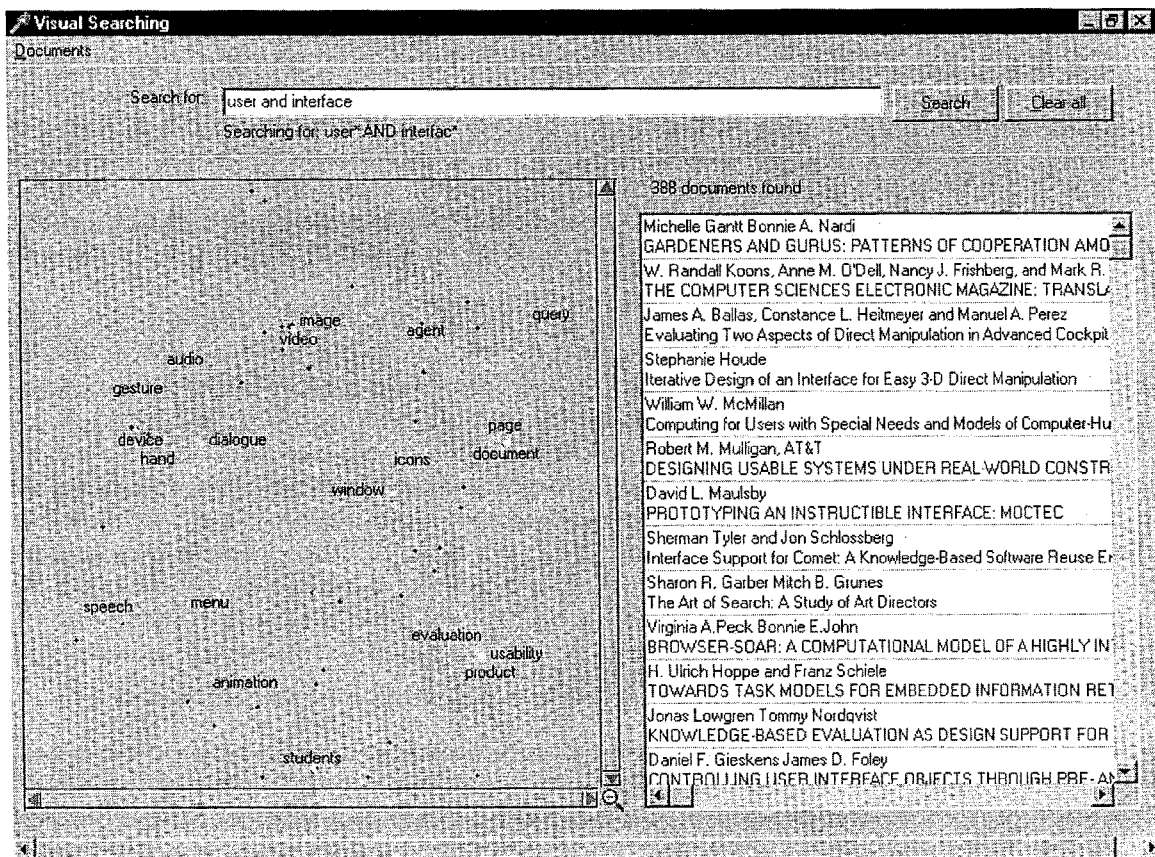 Visual Searching
Documents
Search for: user and interface Search Clear all
Searching for: user* AND interfac*
388 documents found
image
video
agent
query
audio
gesture
device
hand
dialogue
page
document
icons
window
speech
menu
evaluation
usability
product
animation
students
Michelle Gantt Bonnie A. Nardi
GARDENERS AND GURUS: PATTERNS OF COOPERATION AMO
W. Randall Koons, Anne M. O'Dell, Nancy J. Frishberg, and Mark R.
THE COMPUTER SCIENCES ELECTRONIC MAGAZINE: TRANSLA
James A. Ballas, Constance L. Heitmeyer and Manuel A. Perez
Evaluating Two Aspects of Direct Manipulation in Advanced Cockpit
Stephanie Houde
Iterative Design of an Interface for Easy 3-D Direct Manipulation
William W. McMillan
Computing for Users with Special Needs and Models of Computer-Hu
Robert M. Mulligan, AT&T
DESIGNING USABLE SYSTEMS UNDER REAL-WORLD CONSTR
David L. Maulsby
PROTOTYPING AN INSTRUCTIBLE INTERFACE: MOCTEC
Sherman Tyler and Jon Schlossberg
Interface Support for Comet: A Knowledge-Based Software Reuse Er
Sharon R. Garber Mitch B. Grunes
The Art of Search: A Study of Art Directors
Virginia A.Peck Bonnie E.John
BROWSER-SOAR: A COMPUTATIONAL MODEL OF A HIGHLY IN
H. Ulrich Hoppe and Franz Schiele
TOWARDS TASK MODELS FOR EMBEDDED INFORMATION RET
Jonas Lowgren Tommy Nordqvist
KNOWLEDGE-BASED EVALUATION AS DESIGN SUPPORT FOR
Daniel F. Gieskens James D. Foley
CONTROLLING USER INTERFACE OBJECTS THROUGH PRE- AN